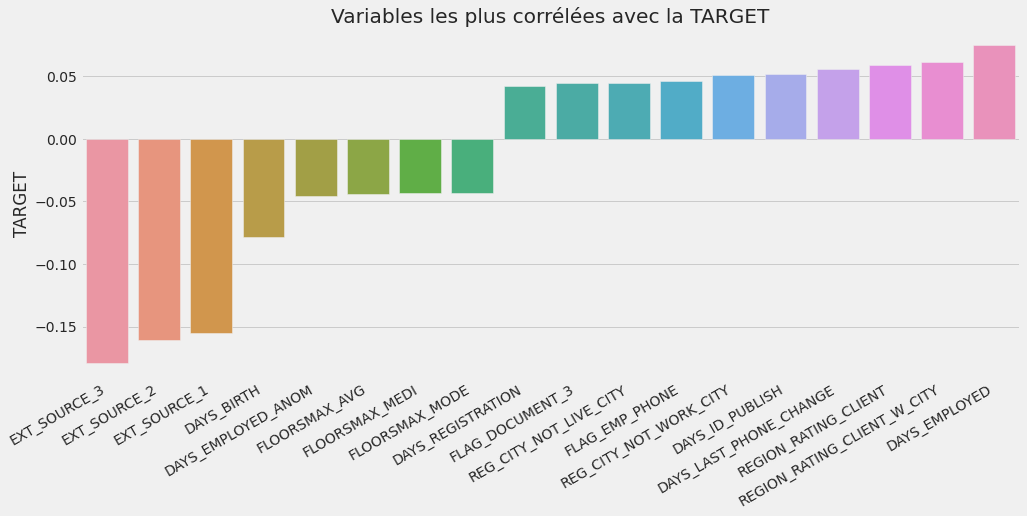 Variables les plus corrélées avec la TARGET
TARGET
0.05
0.00
−0.05
−0.10
−0.15
EXT_SOURCE_3
EXT_SOURCE_2
EXT_SOURCE_1
DAYS_BIRTH
DAYS_EMPLOYED_ANOM
FLOORSMAX_AVG
FLOORSMAX_MEDI
FLOORSMAX_MODE
DAYS_REGISTRATION
FLAG_DOCUMENT_3
REG_CITY_NOT_LIVE_CITY
FLAG_EMP_PHONE
REG_CITY_NOT_WORK_CITY
DAYS_ID_PUBLISH
DAYS_LAST_PHONE_CHANGE
REGION_RATING_CLIENT
REGION_RATING_CLIENT_W_CITY
DAYS_EMPLOYED